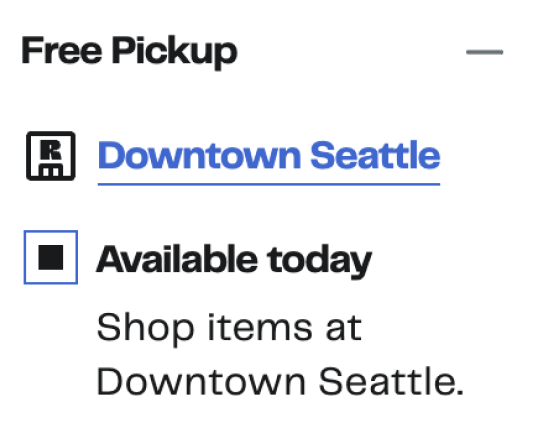 Free Pickup
R
Downtown Seattle
Available today
Shop items at
Downtown Seattle.